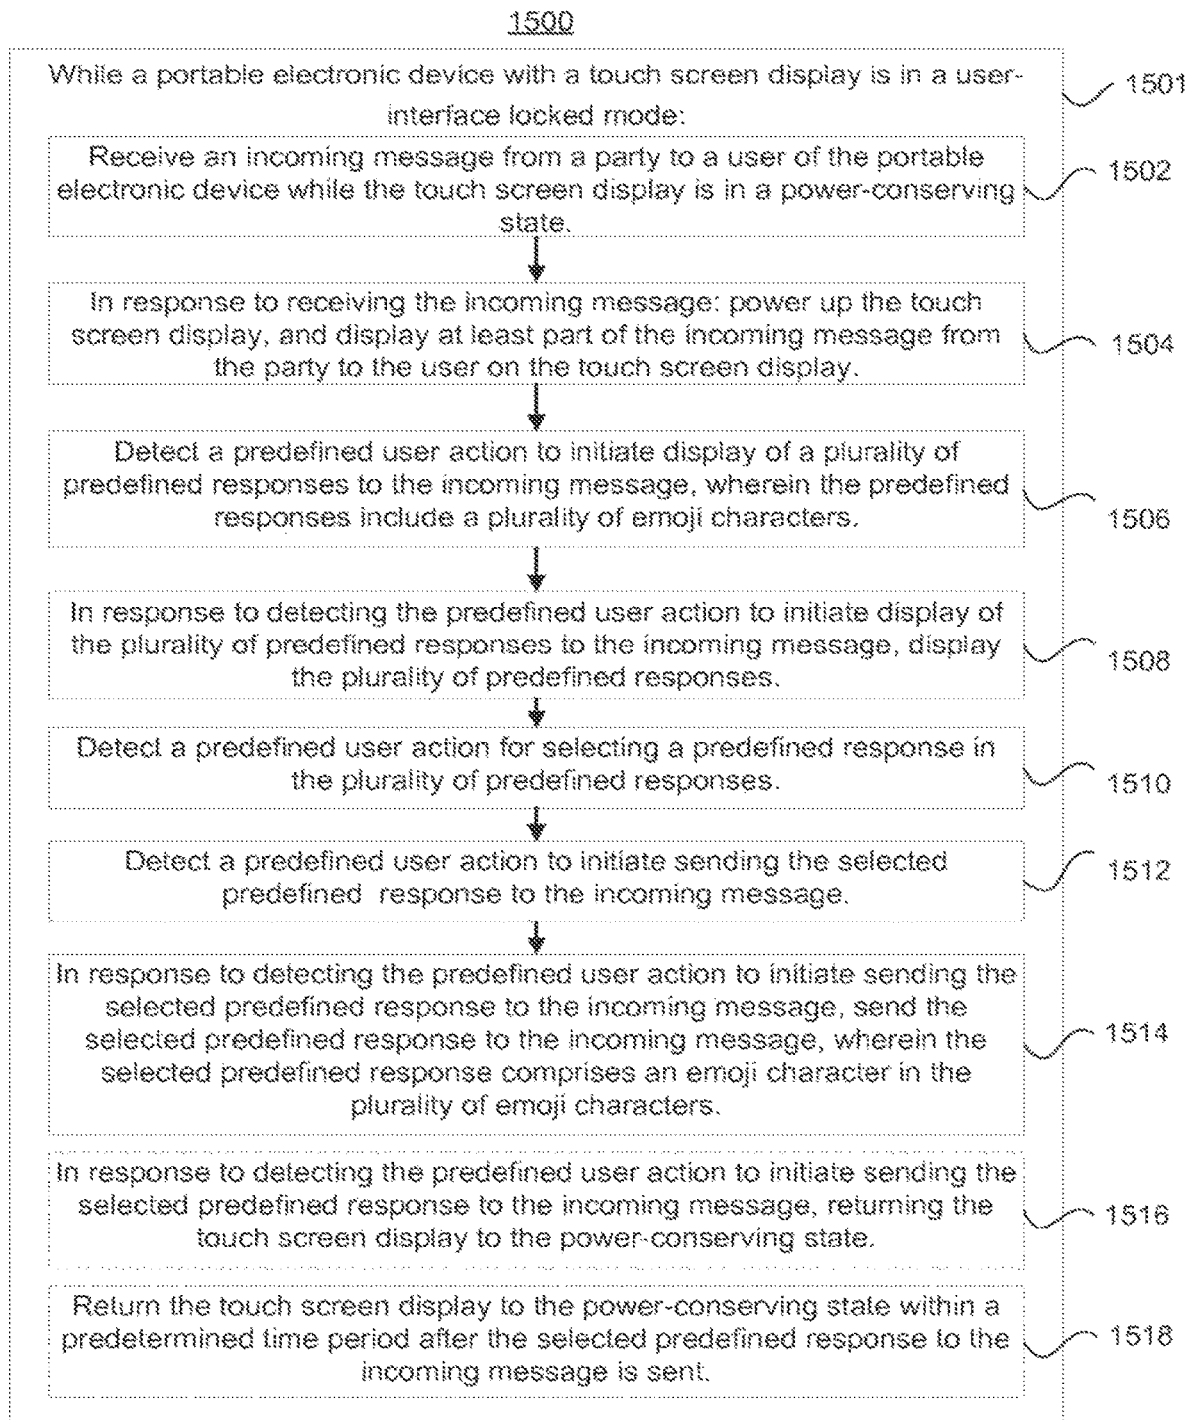 1500
While a portable electronic device with a touch screen display is in a user-
interface locked mode:
1501
Receive an incoming message from a party to a user of the portable
electronic device while the touch screen display is in a power-conserving
state.
1502
In response to receiving the incoming message: power up the touch
screen display, and display at least part of the incoming message from
the party to the user on the touch screen display.
1504
Detect a predefined user action to initiate display of a plurality of
predefined responses to the incoming message, wherein the predefined
responses include a plurality of emoji characters.
1506
In response to detecting the predefined user action to initiate display of
the plurality of predefined responses to the incoming message, display
the plurality of predefined responses.
1508
Detect a predefined user action for selecting a predefined response in
the plurality of predefined responses.
1510
Detect a predefined user action to initiate sending the selected
predefined response to the incoming message.
1512
In response to detecting the predefined user action to initiate sending the
selected predefined response to the incoming message, send the
selected predefined response to the incoming message, wherein the
selected predefined response comprises an emoji character in the
plurality of emoji characters.
1514
In response to detecting the predefined user action to initiate sending the
selected predefined response to the incoming message, returning the
touch screen display to the power-conserving state.
1516
Return the touch screen display to the power-conserving state within a
predetermined time period after the selected predefined response to the
incoming message is sent.
1518